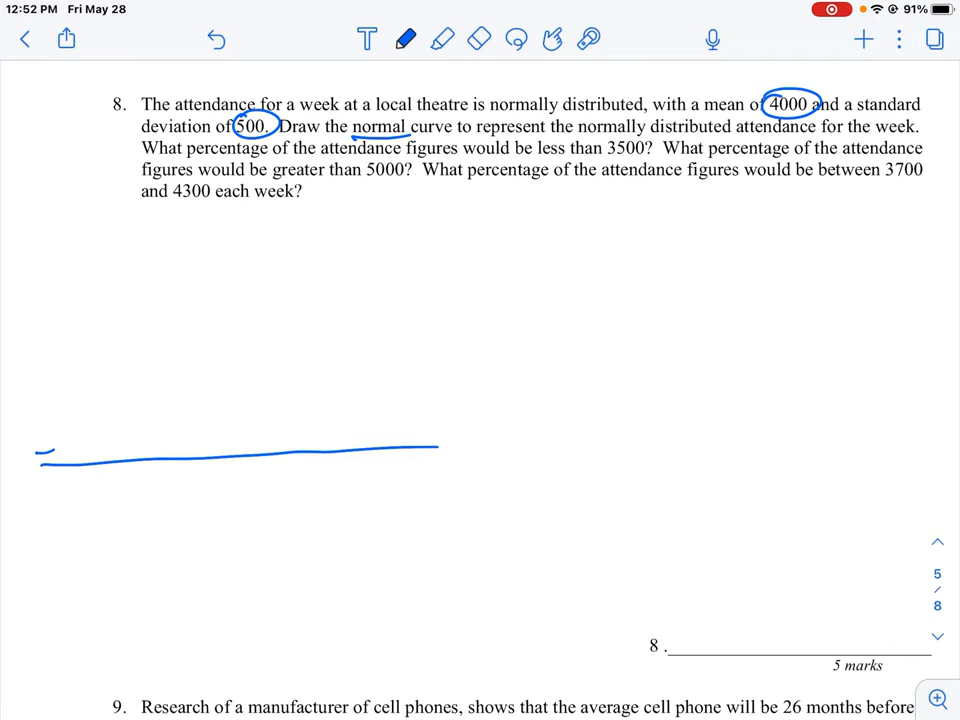 12:52 PM Fri May 28
91%
T
8. The attendance for a week at a local theatre is normally distributed, with a mean of 4000 and a standard
deviation of 500. Draw the normal curve to represent the normally distributed attendance for the week.
What percentage of the attendance figures would be less than 3500? What percentage of the attendance
figures would be greater than 5000? What percentage of the attendance figures would be between 3700
and 4300 each week?
5
/
8
8 .
5 marks
9. Research of a manufacturer of cell phones, shows that the average cell phone will be 26 months before